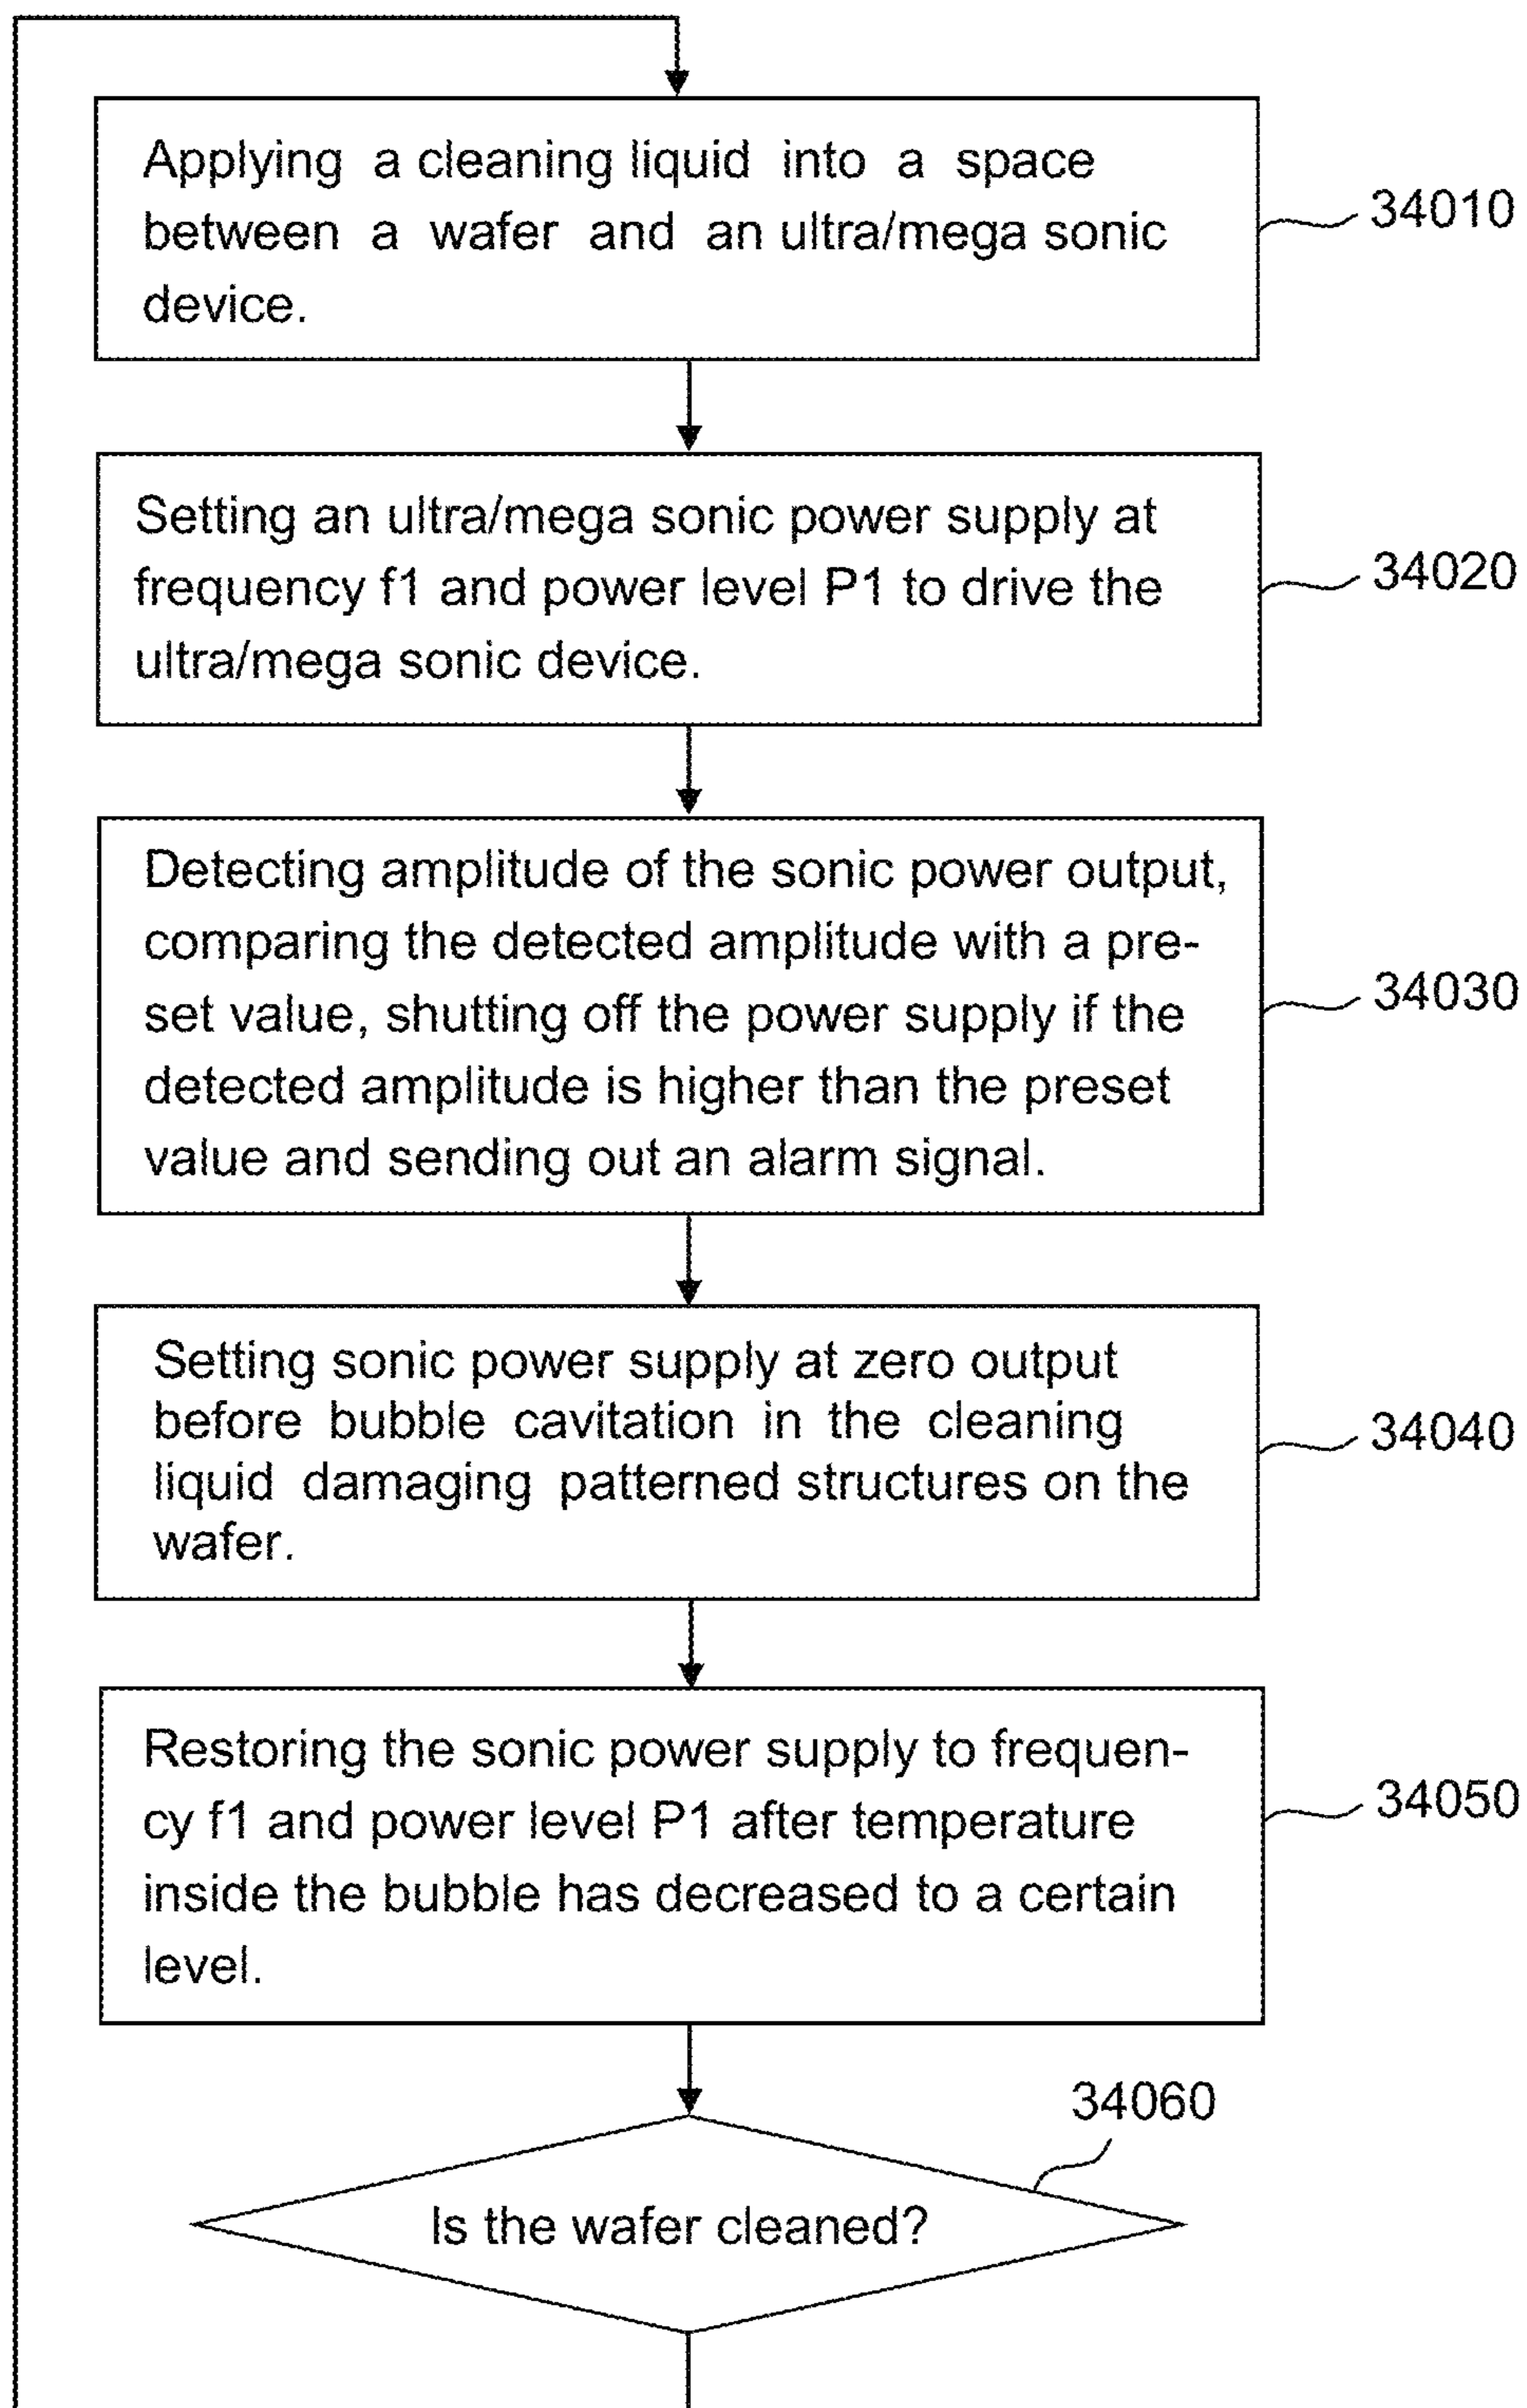 Applying a cleaning liquid into a space
between a wafer and an ultra/mega sonic
device.
34010
Setting an ultra/mega sonic power supply at
frequency f1 and power level P1 to drive the
ultra/mega sonic device.
34020
Detecting amplitude of the sonic power output,
comparing the detected amplitude with a pre-
set value, shutting off the power supply if the
detected amplitude is higher than the preset
value and sending out an alarm signal.
34030
Setting sonic power supply at zero output
before bubble cavitation in the cleaning
liquid damaging patterned structures on the
wafer.
34040
Restoring the sonic power supply to frequen-
cy f1 and power level P1 after temperature
inside the bubble has decreased to a certain
level.
34050
34060
Is the wafer cleaned?